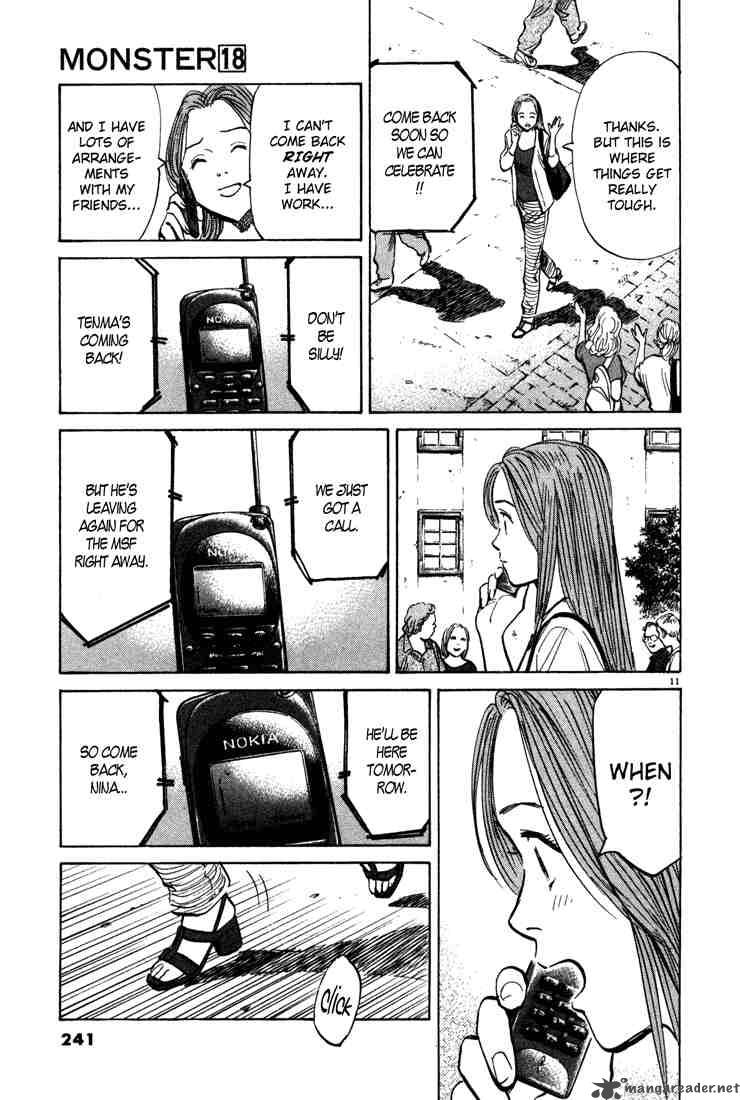 MONSTER 18
THANKS.
BUT THIS IS
WHERE
THINGS GET
REALLY
TOUGH.
COME BACK
SOON SO
WE CAN
CELEBRATE
!!
I CAN'T
COME BACK
RIGHT
AWAY.
I HAVE
WORK...
AND I HAVE
LOTS OF
ARRANGE-
MENTS
WITH MY
FRIENDS...
DON'T
BE
SILLY!
NOKIA
TENMA'S
COMING
BACK!
WE JUST
GOT A
CALL.
BUT HE'S
LEAVING
AGAIN FOR
THE MSF
RIGHT AWAY.
11
WHEN
?!
HE'LL BE
HERE
TOMOR-
ROW.
NOKIA
SO COME
BACK,
NINA...
CLICK
241
mangareader.net